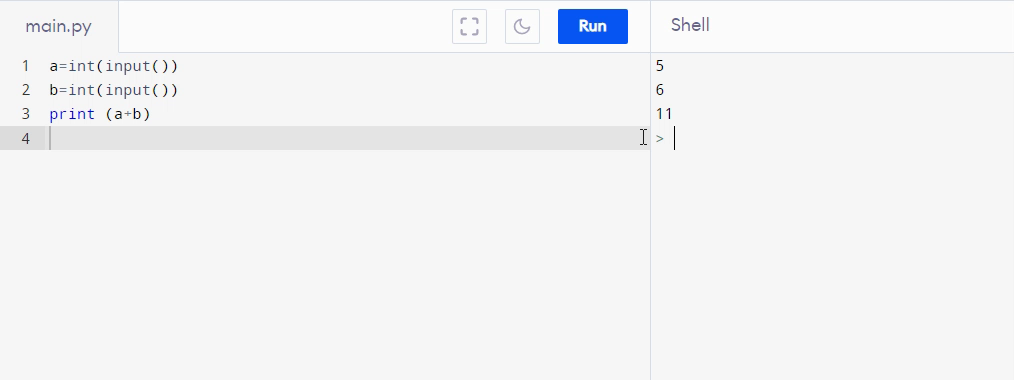 main.py
Run
Shell
1 a=int(input())
2 b=int(input())
3 print (a+b)
4
5
6
11
>